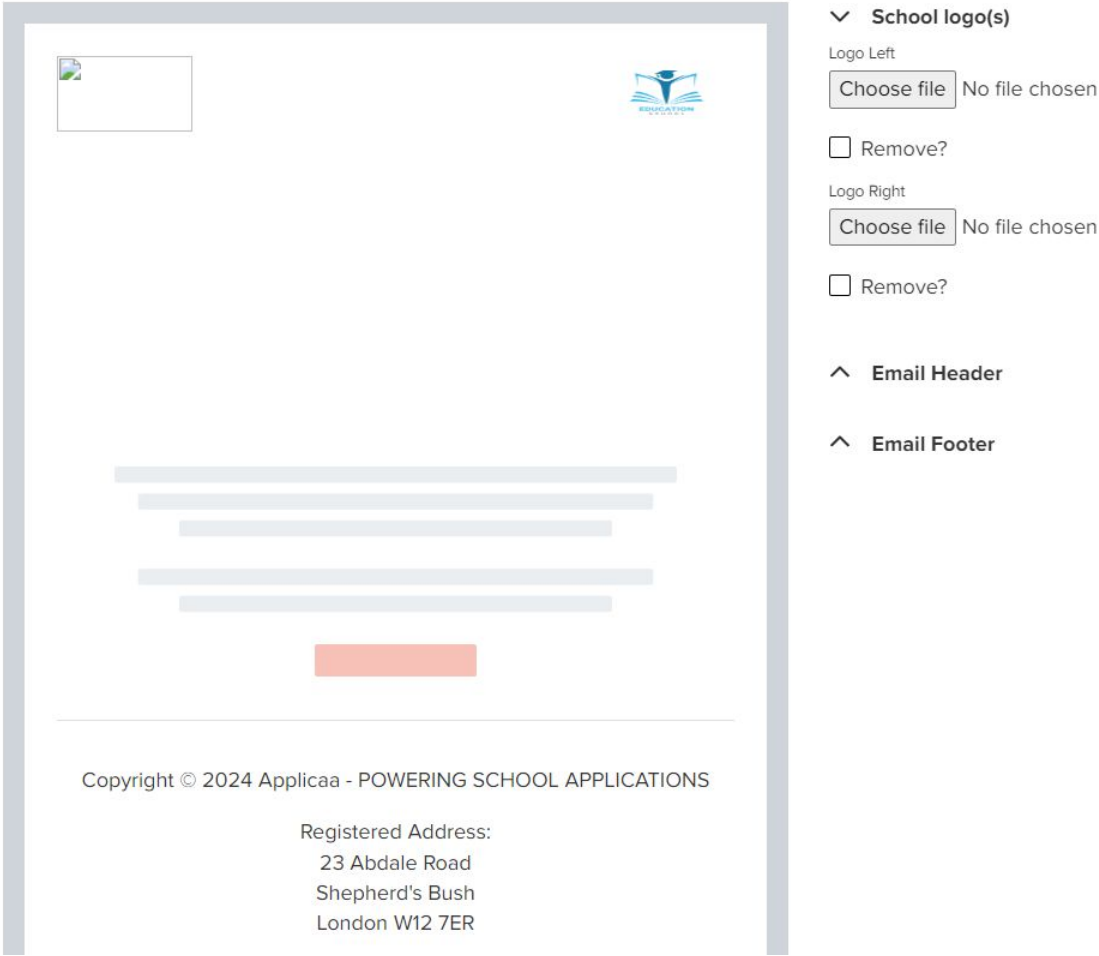 EDUCATION
SCHOOL
Copyright © 2024 Applicaa - POWERING SCHOOL APPLICATIONS
Registered Address:
23 Abdale Road
Shepherd's Bush
London W12 7ER
School logo(s)
Logo Left
Choose file No file chosen
Remove?
Logo Right
Choose file No file chosen
Remove?
Email Header
Email Footer